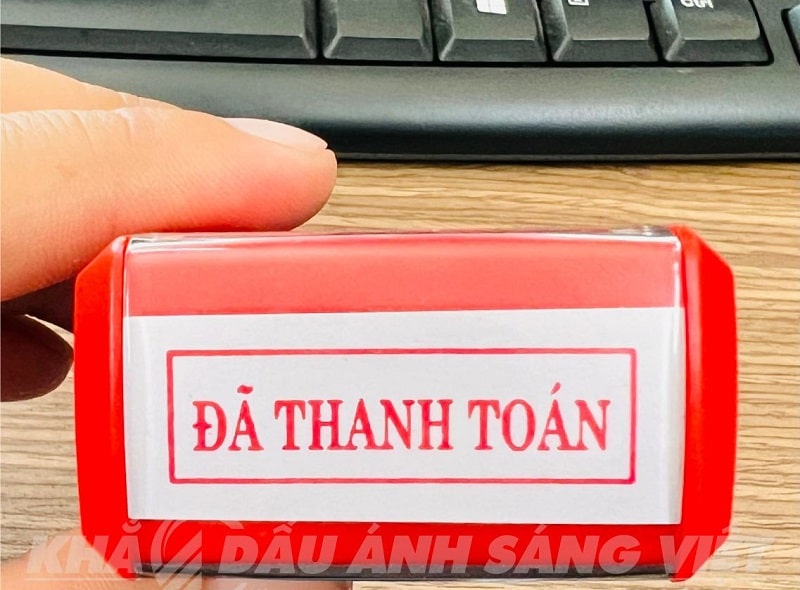 ĐÃ THANH TOÁN
KHẮC DẤU ÁNH SÁNG VIỆT